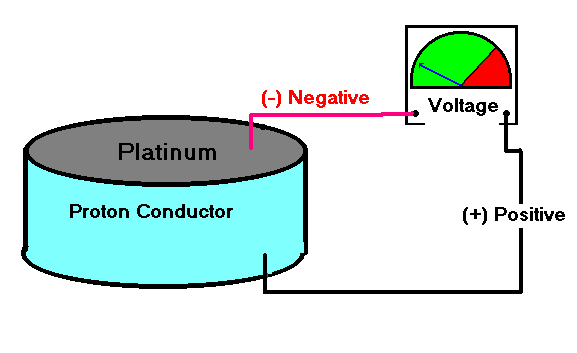 (-) Negative
Voltage
Platinum
Proton Conductor
(+) Positive